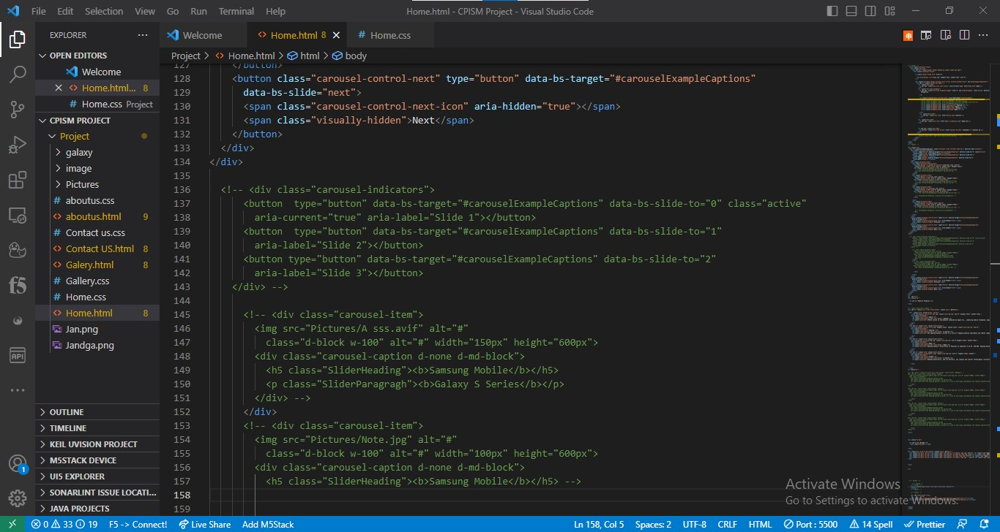 File Edit Selection View Go Run Terminal Help Home.html - CPISM Project - Visual Studio Code
EXPLORER
OPEN EDITORS
Welcome
Home.html... 8
Home.css Project
CPISM PROJECT
Project
galaxy
image
Pictures
aboutus.css
aboutus.html 9
Contact us.css
Contact US.html 8
Galery.html 8
Gallery.css
Home.css
Home.html 8
Jan.png
Jandga.png
OUTLINE
TIMELINE
KEIL UVISION PROJECT
M5STACK DEVICE
UI5 EXPLORER
SONARLINT ISSUE LOCATI...
JAVA PROJECTS
f5
API
1
Welcome Home.html 8 Home.css
Project > Home.html > html > body
127 </button>
128 <button class="carousel-control-next" type="button" data-bs-target="#carouselExampleCaptions"
129 data-bs-slide="next">
130 <span class="carousel-control-next-icon" aria-hidden="true"></span>
131 <span class="visually-hidden">Next</span>
132 </button>
133 </div>
134 </div>
135
136 <!-- <div class="carousel-indicators">
137 <button  type="button" data-bs-target="#carouselExampleCaptions" data-bs-slide-to="0" class="active"
138 aria-current="true" aria-label="Slide 1"></button>
139 <button  type="button" data-bs-target="#carouselExampleCaptions" data-bs-slide-to="1"
140 aria-label="Slide 2"></button>
141 <button type="button" data-bs-target="#carouselExampleCaptions" data-bs-slide-to="2"
142 aria-label="Slide 3"></button>
143 </div> -->
144
145 <!-- <div class="carousel-item">
146 <img src="Pictures/A sss.avif" alt="#"
147 class="d-block w-100" alt="#" width="150px" height="600px">
148 <div class="carousel-caption d-none d-md-block">
149 <h5 class="SliderHeading"><b>Samsung Mobile</b></h5>
150 <p class="SliderParagragh"><b>Galaxy S Series</b></p>
151 </div> -->
152 </div>
153 <!-- <div class="carousel-item">
154 <img src="Pictures/Note.jpg" alt="#"
155 class="d-block w-100" alt="#" width="100px" height="600px">
156 <div class="carousel-caption d-none d-md-block">
157 <h5 class="SliderHeading"><b>Samsung Mobile</b></h5> -->
158
159
Activate Windows
Go to Settings to activate Windows.
0 33 19 F5 -> Connect! Live Share Add M5Stack Ln 158, Col 5 Spaces: 2 UTF-8 CRLF HTML Port : 5500 14 Spell Prettier